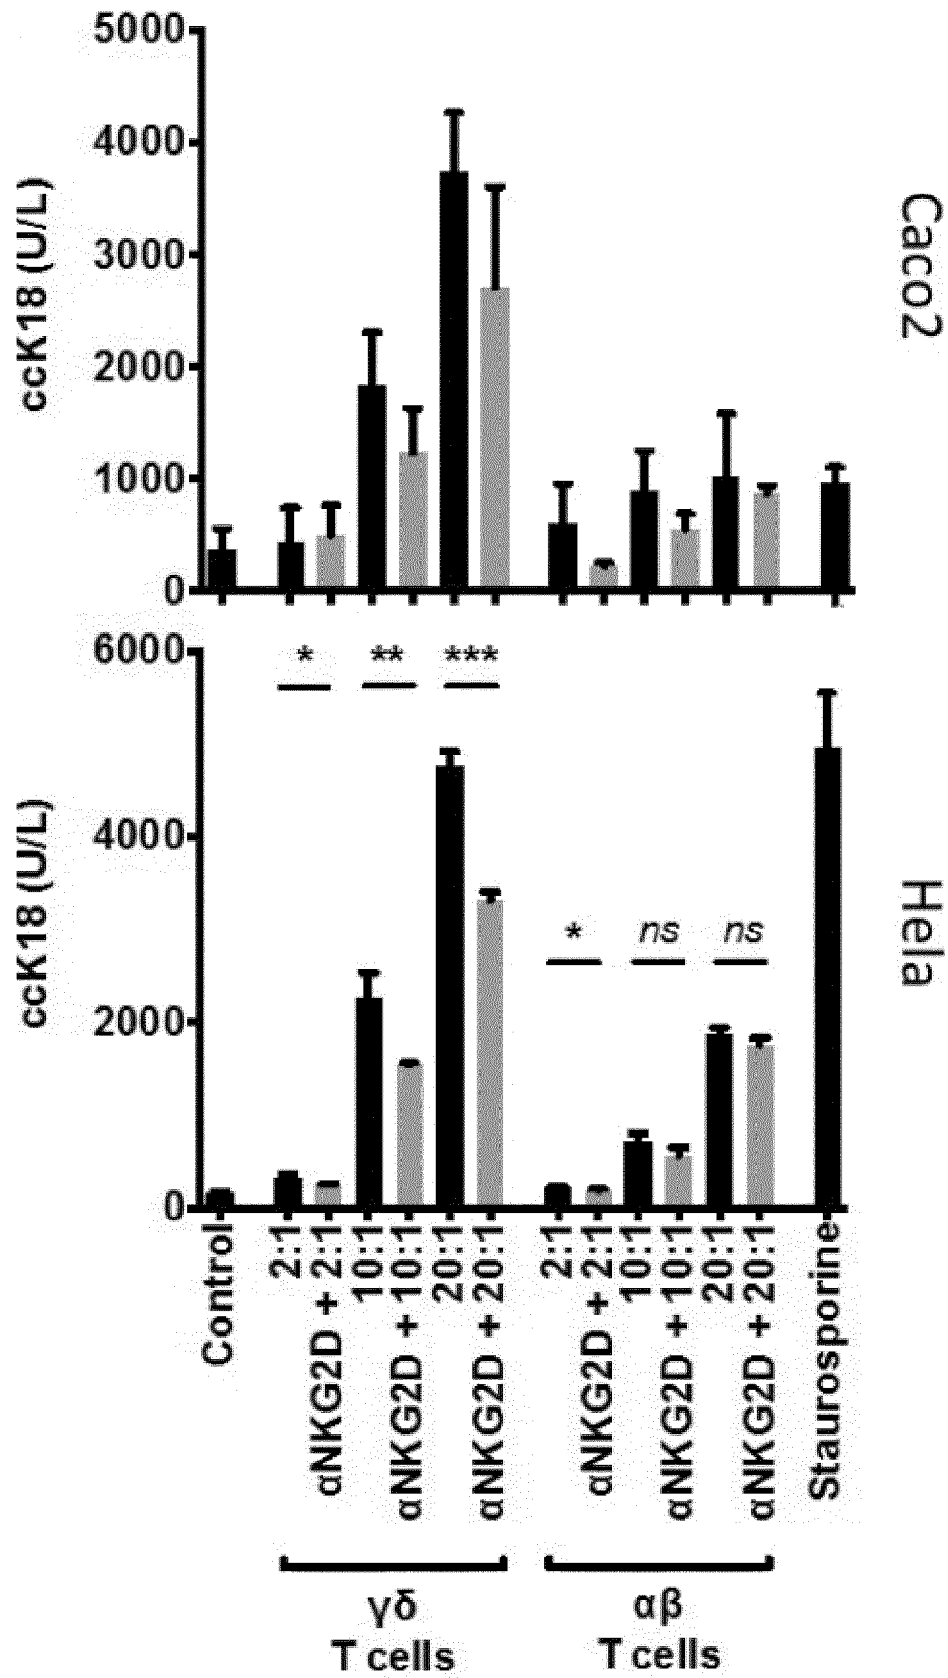 5000
4000
3000
2000
1000
0
ccK18 (U/L)
Caco2
6000
4000
2000
0
ccK18 (U/L)
Hela
* ** ***
* ns ns
Control
2:1
αNKG2D + 2:1
10:1
αNKG2D + 10:1
20:1
αNKG2D + 20:1
2:1
αNKG2D + 2:1
10:1
αNKG2D + 10:1
20:1
αNKG2D + 20:1
Staurosporine
γδ
T cells
αβ
T cells